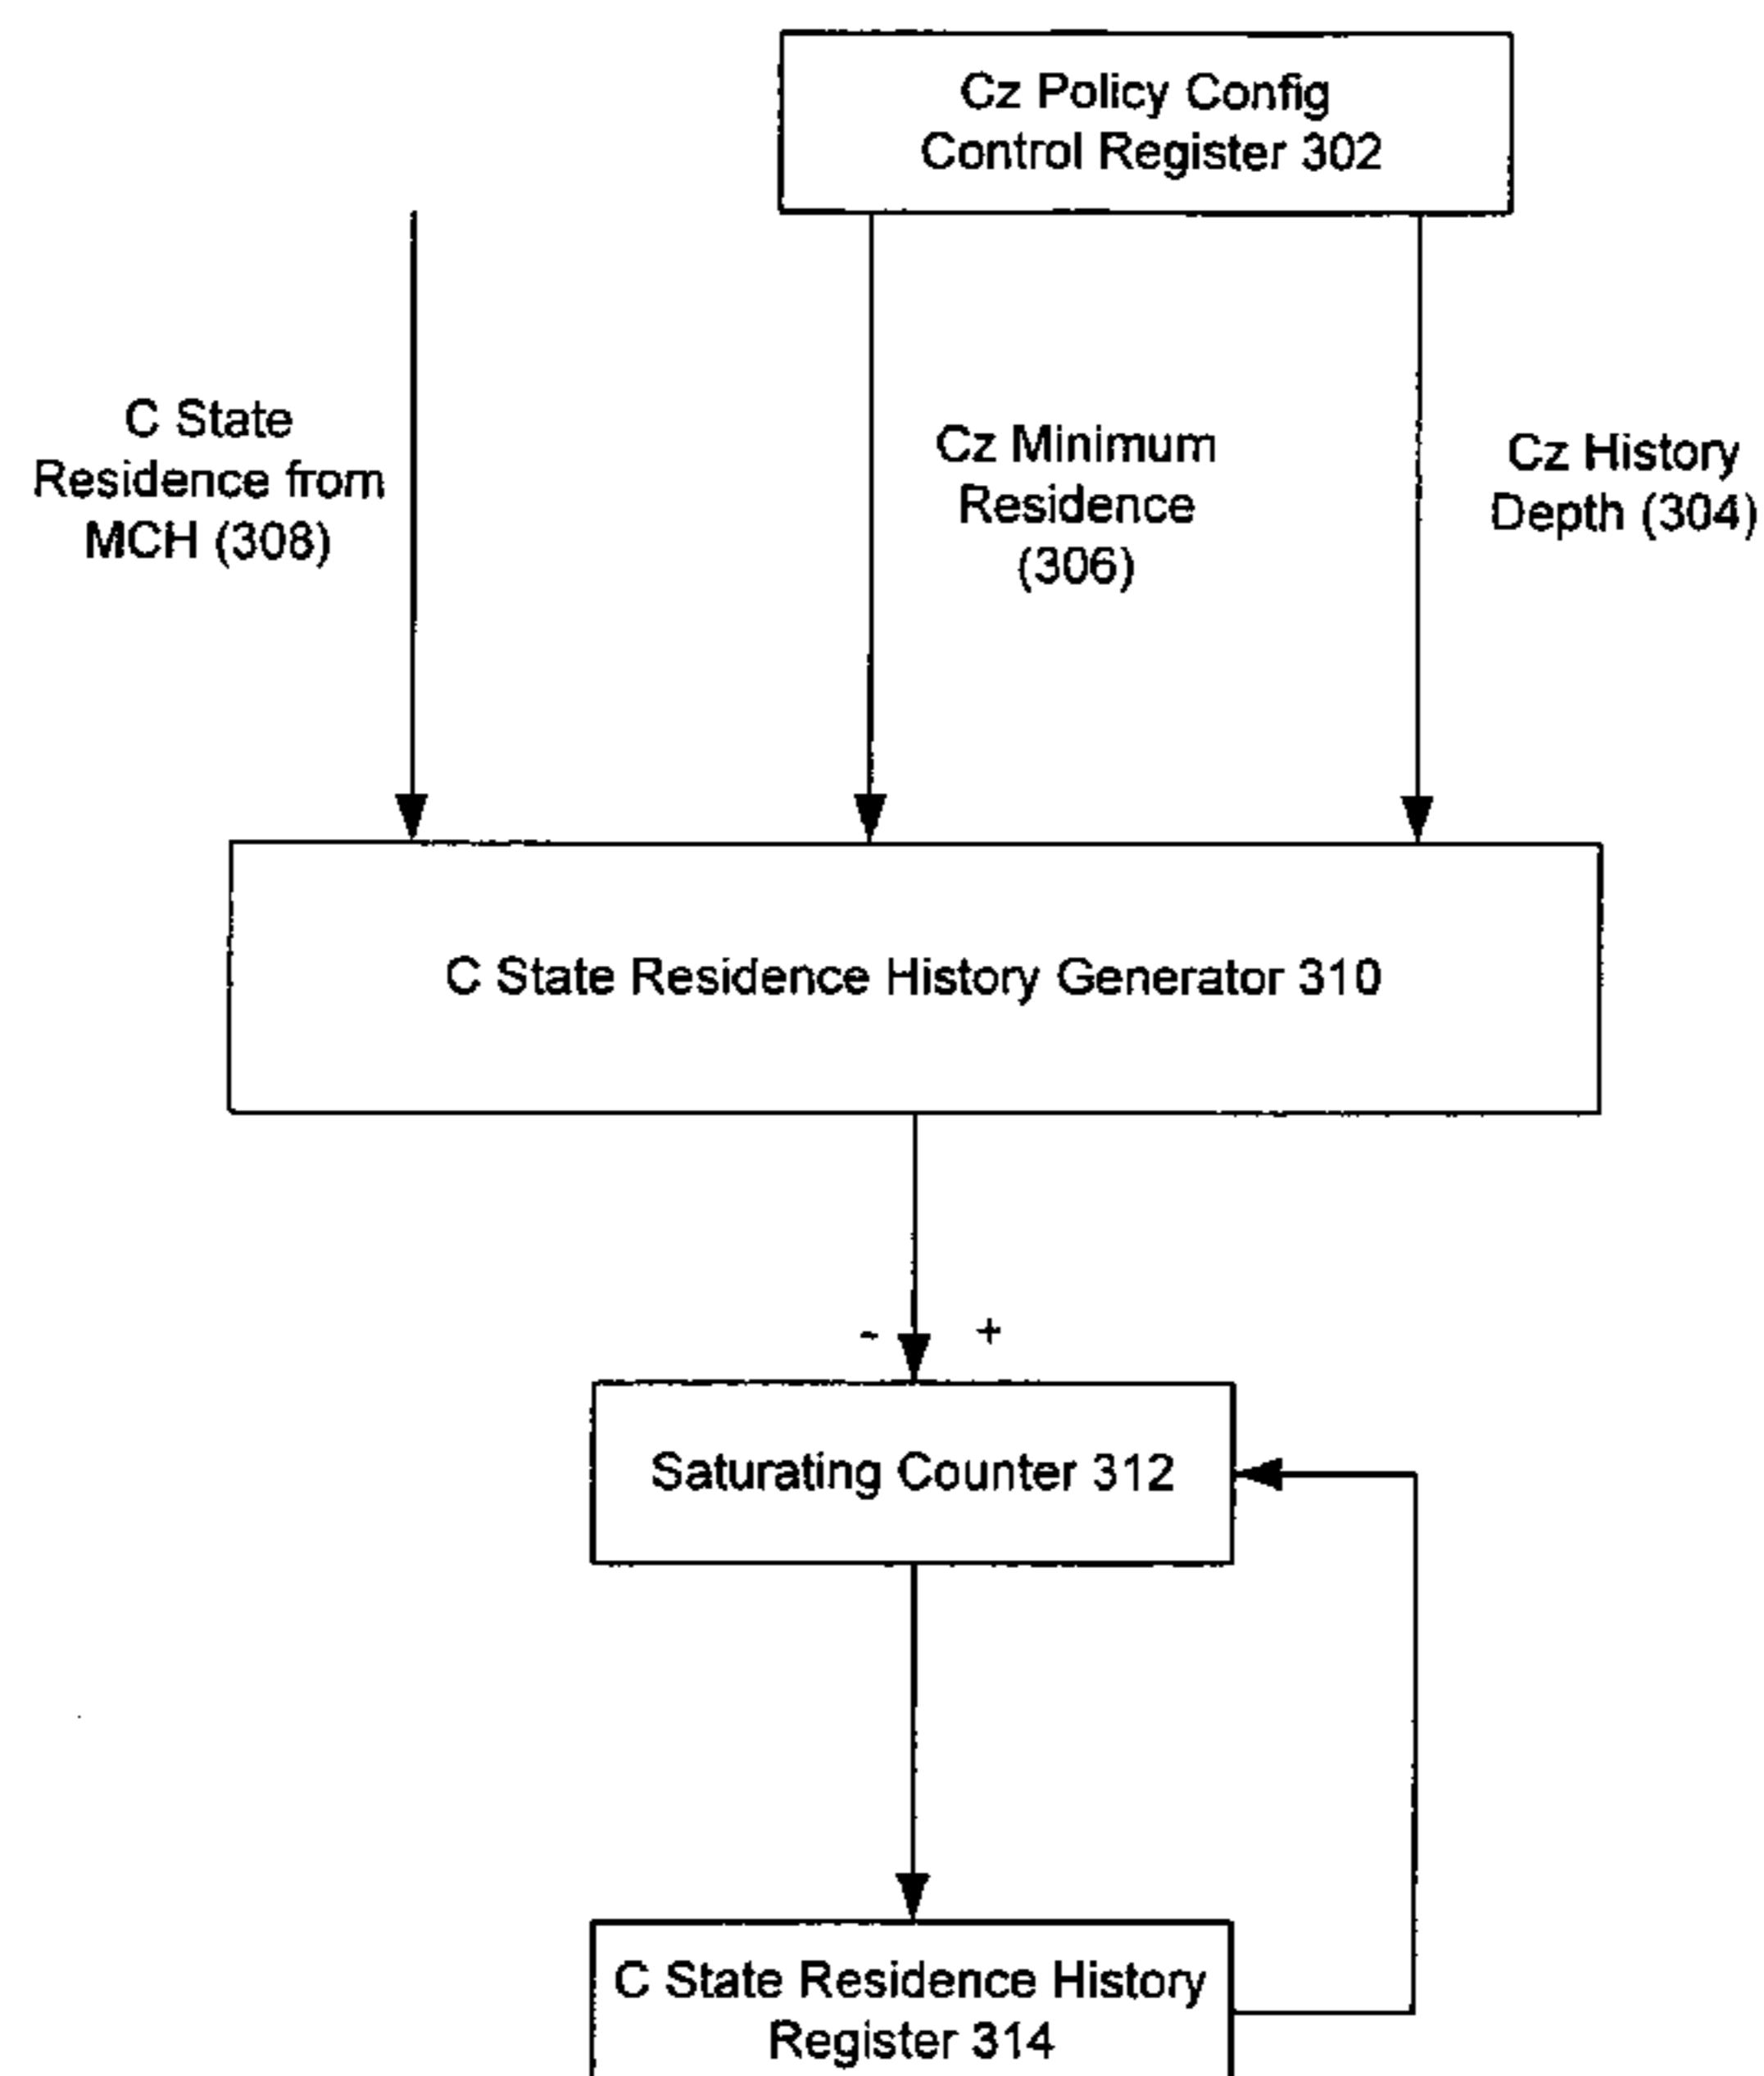 Cz Policy Config
Control Register 302
C State
Residence from
MCH (308)
Cz Minimum
Residence
(306)
Cz History
Depth (304)
C State Residence History Generator 310
- +
Saturating Counter 312
C State Residence History
Register 314